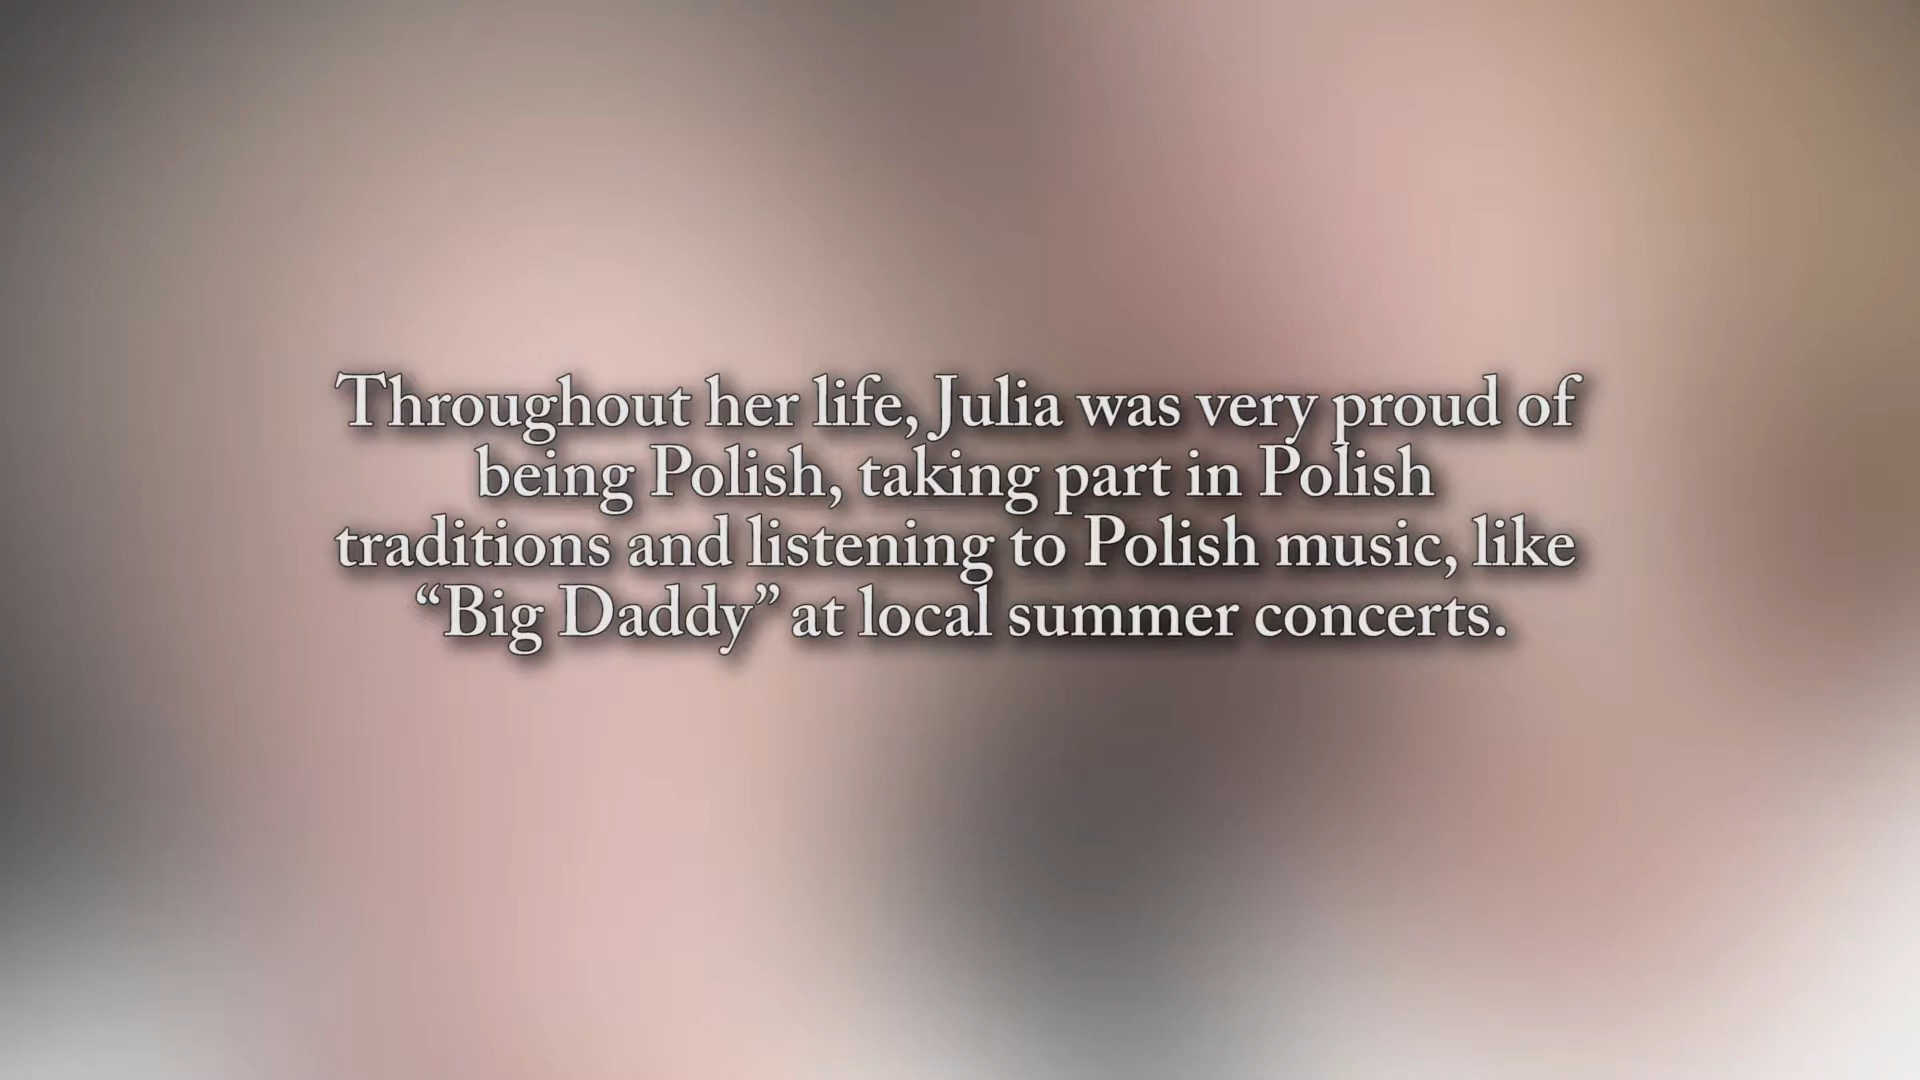 Throughout her life, Julia was very proud of
being Polish, taking part in Polish
traditions and listening to Polish music, like
“Big Daddy” at local summer concerts.